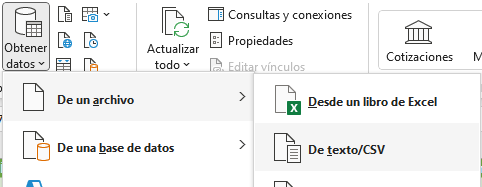 Obtener
datos
Actualizar
todo
Consultas y conexiones
Propiedades
Editar vínculos
Cotizaciones
M
De un archivo
Desde un libro de Excel
De una base de datos
De texto/CSV